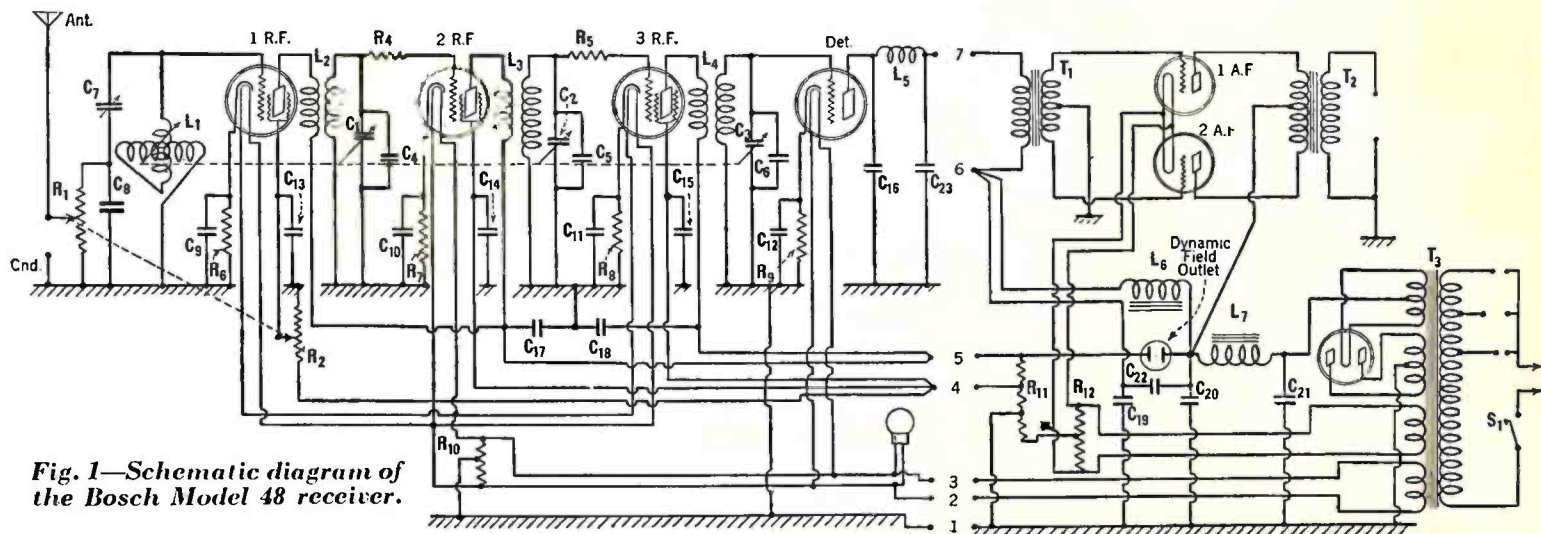 Ant.
1 R.F.
L2
R4
2 R.F
L3
R5
3 R.F.
L4
Det.
L5
7
T1
1 A.F
T2
C7
L1
C1
C2
C3
2 A.F
C4
C5
C6
R1
C8
C13
C14
C15
C16
C23
6
C9
R6
C10
R7
C11
R8
C12
R9
Dynamic
Field
Outlet
L6
T3
Cnd.
R2
C17
C18
L7
5
4
R11
R12
C22
C19
C20
C21
S1
R10
3
2
1
Fig. 1—Schematic diagram of
the Bosch Model 48 receiver.